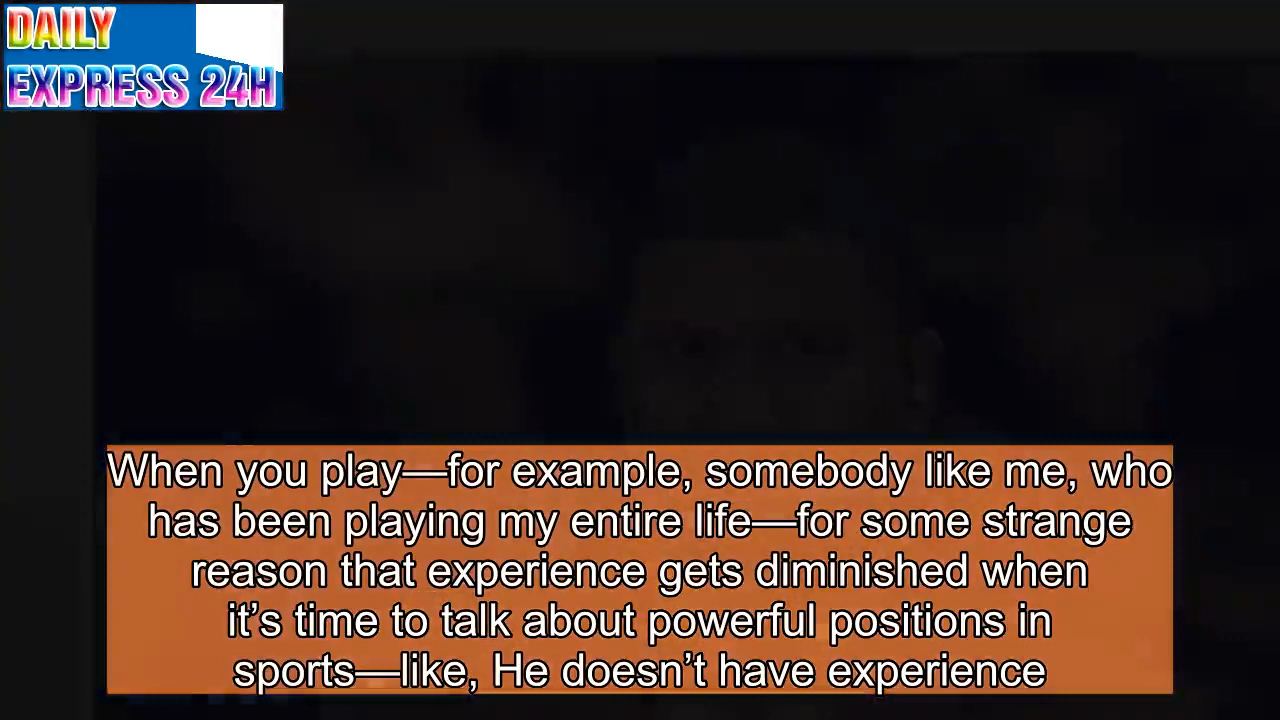 DAILY
EXPRESS 24H
When you play—for example, somebody like me, who
has been playing my entire life—for some strange
reason that experience gets diminished when
it’s time to talk about powerful positions in
sports—like, He doesn’t have experience